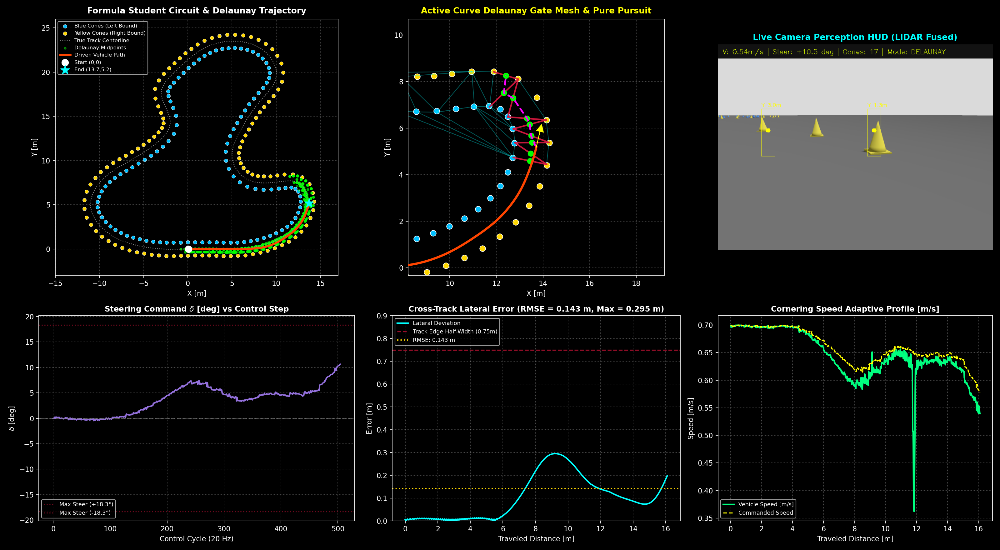 Formula Student Circuit & Delaunay Trajectory
Blue Cones (Left Bound)
Yellow Cones (Right Bound)
True Track Centerline
Delaunay Midpoints
Driven Vehicle Path
Start (0,0)
End (13.7,5.2)
Y [m]
25
20
15
10
5
0
−15
−10
−5
0
5
10
15
X [m]
Active Curve Delaunay Gate Mesh & Pure Pursuit
Y [m]
10
8
6
4
2
0
10
12
14
16
18
X [m]
Live Camera Perception HUD (LiDAR Fused)
V: 0.54m/s | Steer: +10.5 deg | Cones: 17 | Mode: DELAUNAY
Steering Command δ [deg] vs Control Step
δ [deg]
20
15
10
5
0
−5
−10
−15
−20
Max Steer (+18.3°)
Max Steer (-18.3°)
0
100
200
300
400
500
Control Cycle (20 Hz)
Cross-Track Lateral Error (RMSE = 0.143 m, Max = 0.295 m)
Lateral Deviation
Track Edge Half-Width (0.75m)
RMSE: 0.143 m
Error [m]
0.9
0.8
0.7
0.6
0.5
0.4
0.3
0.2
0.1
0.0
0
2
4
6
8
10
12
14
16
Traveled Distance [m]
Cornering Speed Adaptive Profile [m/s]
Speed [m/s]
0.70
0.65
0.60
0.55
0.50
0.45
0.40
0.35
Vehicle Speed [m/s]
Commanded Speed
0
2
4
6
8
10
12
14
16
Traveled Distance [m]